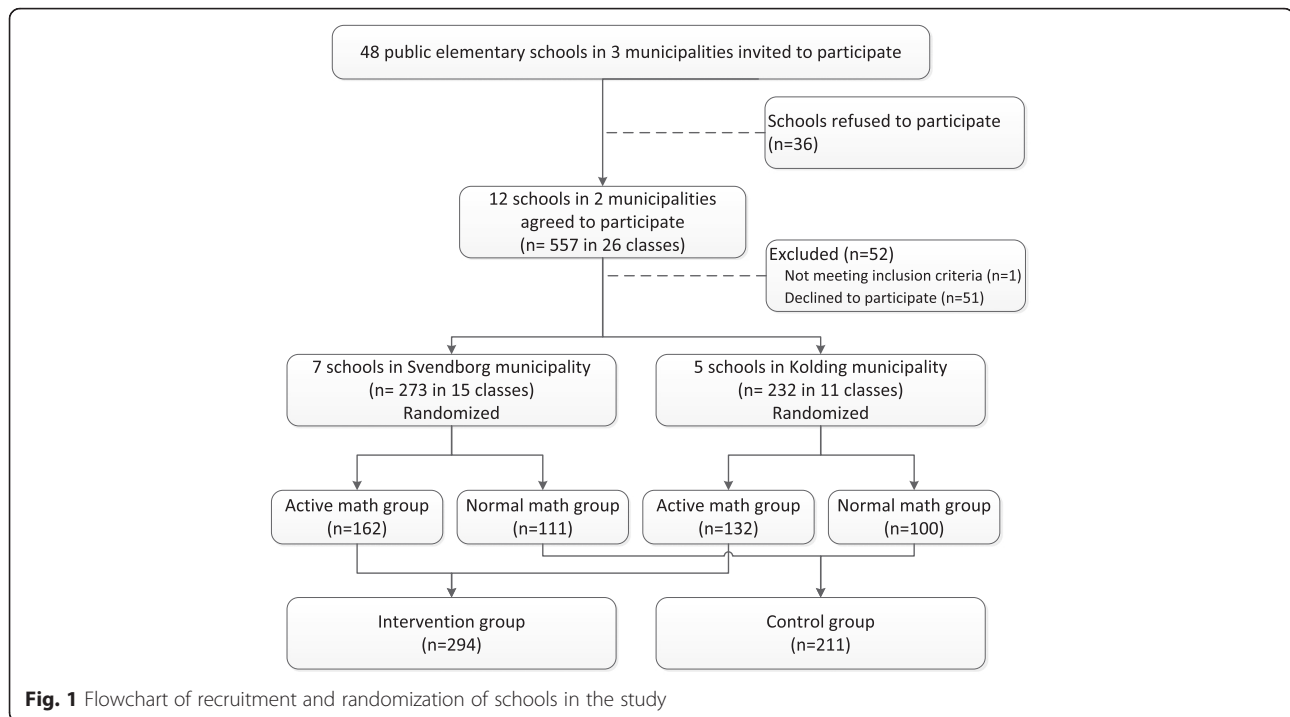 48 public elementary schools in 3 municipalities invited to participate
Schools refused to participate
(n=36)
12 schools in 2 municipalities
agreed to participate
(n= 557 in 26 classes)
Excluded (n=52)
Not meeting inclusion criteria (n=1)
Declined to participate (n=51)
7 schools in Svendborg municipality
(n= 273 in 15 classes)
Randomized
5 schools in Kolding municipality
(n= 232 in 11 classes)
Randomized
Active math group
(n=162)
Normal math group
(n=111)
Active math group
(n=132)
Normal math group
(n=100)
Intervention group
(n=294)
Control group
(n=211)
Fig. 1 Flowchart of recruitment and randomization of schools in the study